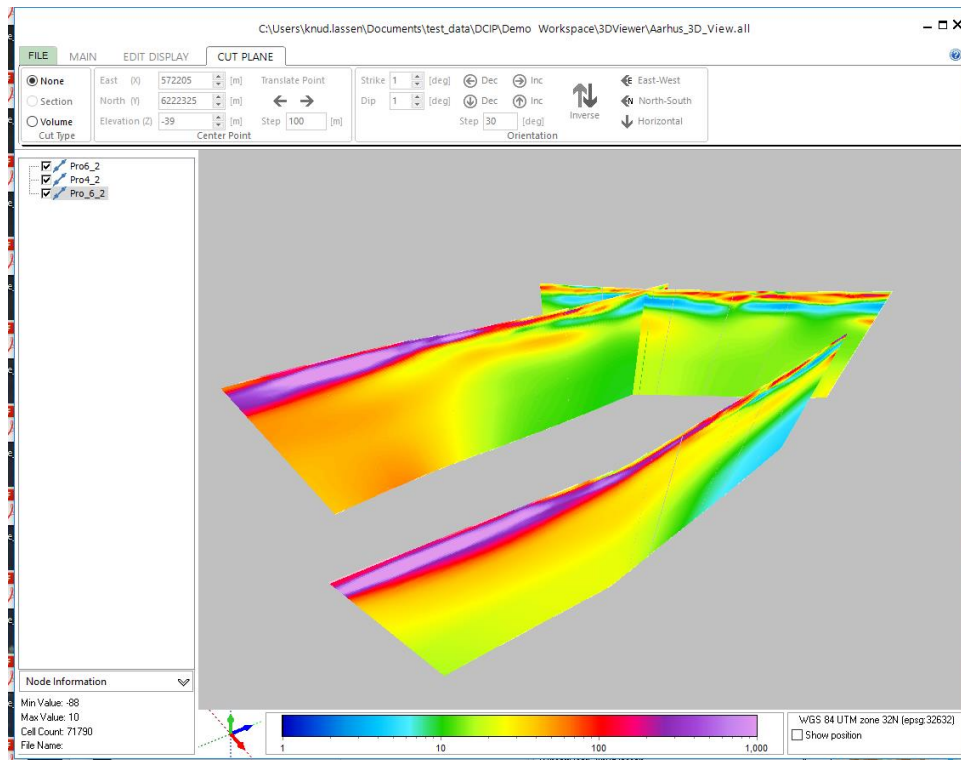 C:\Users\knud.lassen\Documents\test_data\DCIP\Demo Workspace\3DViewer\Aarhus_3D_View.all
FILE MAIN EDIT DISPLAY CUT PLANE
None East (X) 572205 [m] Translate Point Strike 1 [deg] Dec Inc East-West
Section North (Y) 6222325 [m] Dip 1 [deg] Dec Inc Inverse North-South
Volume Elevation (Z) -39 [m] Step 100 [m] Step 30 [deg] Horizontal
Cut Type Center Point Orientation
Pro6_2
Pro4_2
Pro_6_2
Node Information
Min Value: -88
Max Value: 10
Cell Count: 71790
File Name:
1 10 100 1,000
WGS 84 UTM zone 32N (epsg:32632)
Show position